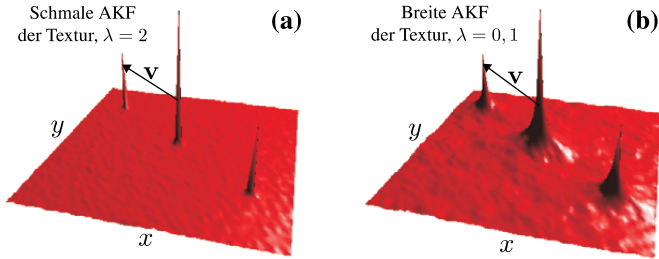 Schmale AKF
der Textur, λ = 2
(a)
v
y
x
Breite AKF
der Textur, λ = 0, 1
(b)
v
y
x